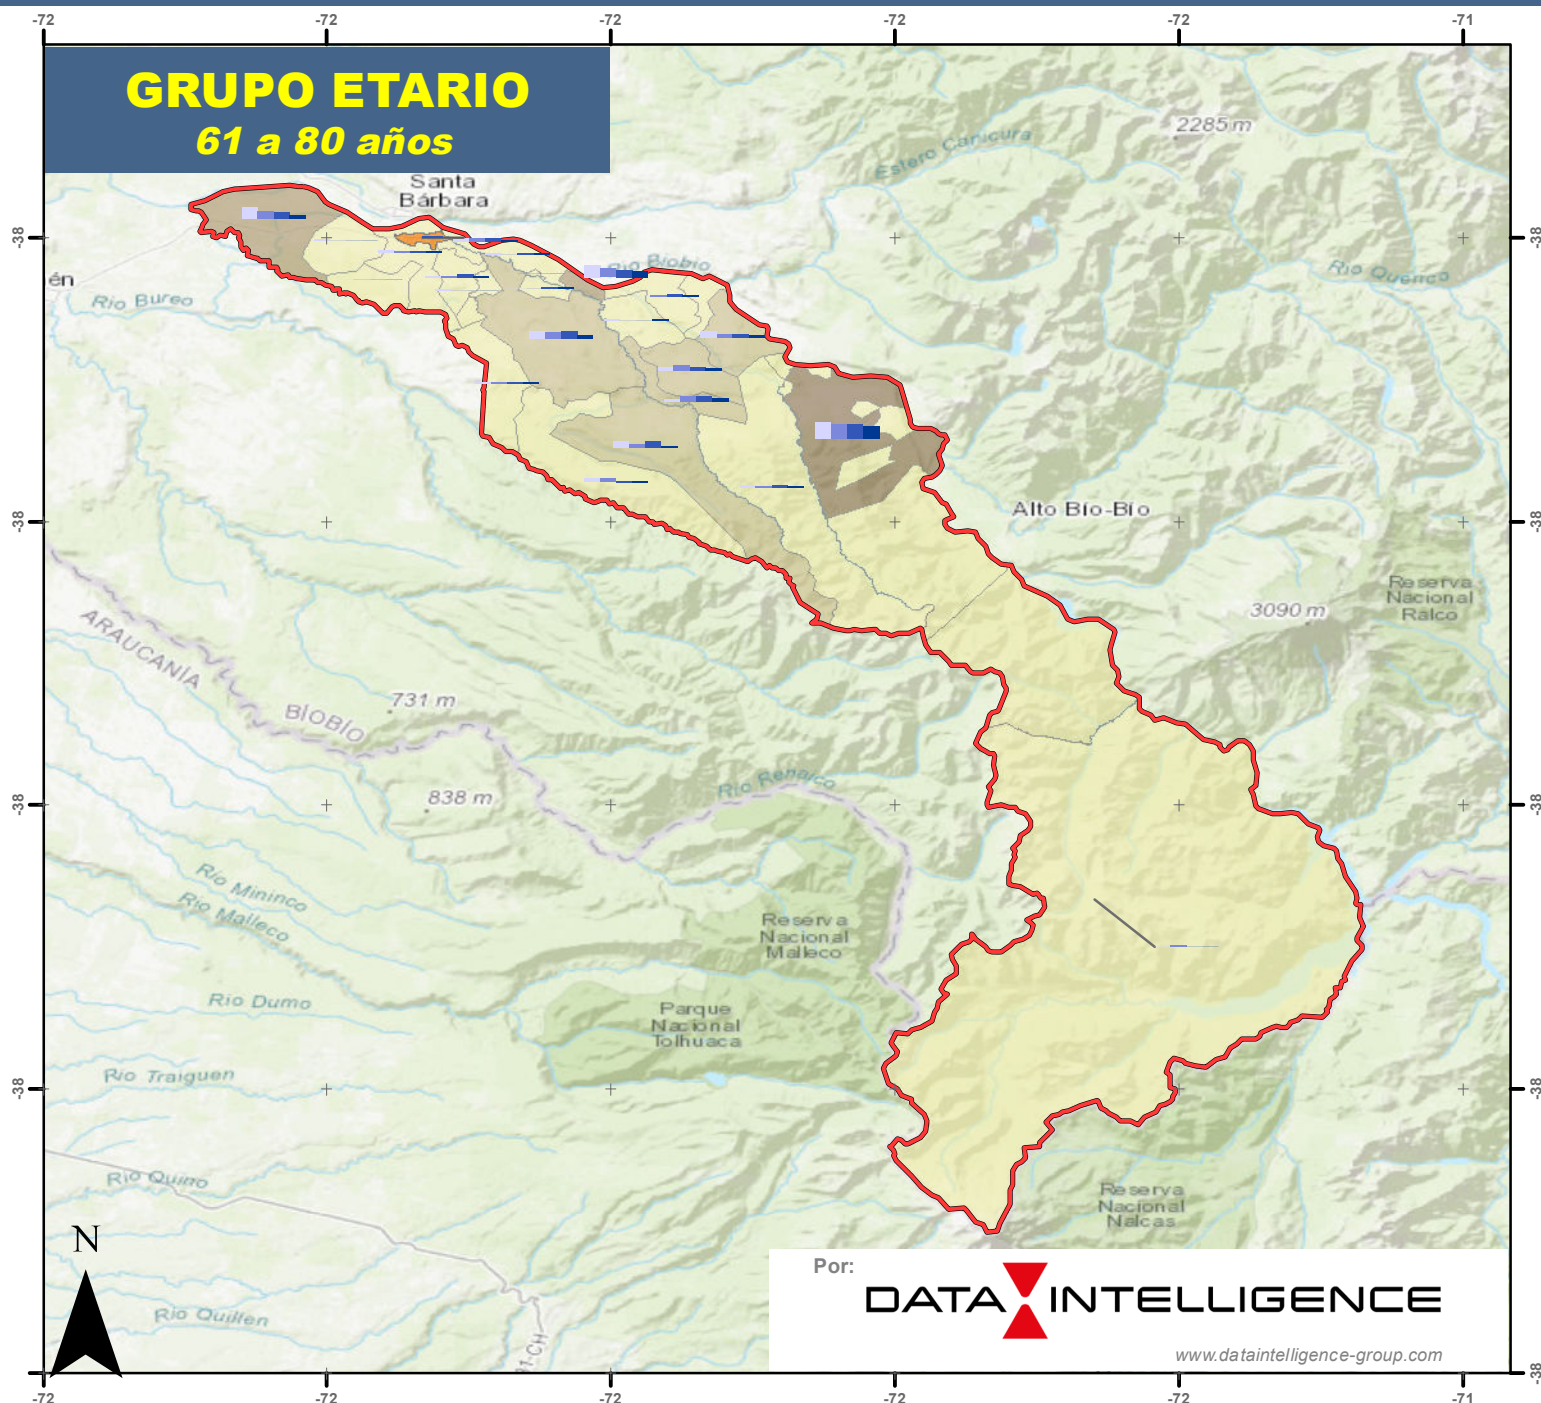 -72
-72
-72
-72
-72
-71
GRUPO ETARIO
61 a 80 años
2285 m
Estero Canicura
Santa
Bárbara
-38
-38
Río Biobío
Río Queuco
én
Río Bureo
-38
-38
Alto Bío-Bío
Reserva
Nacional
Ralco
3090 m
ARAUCANÍA
BÍOBÍO
731 m
Río Renaico
838 m
-38
-38
Río Mininco
Río Malleco
Reserva
Nacional
Malleco
Río Dumo
Parque
Nacional
Tolhuaca
Río Traiguen
-38
-38
Río Quino
Reserva
Nacional
Nalcas
N
Por:
DATA INTELLIGENCE
Río Quillen
www.dataintelligence-group.com
-38
-38
-72
-72
-72
-72
-72
-71